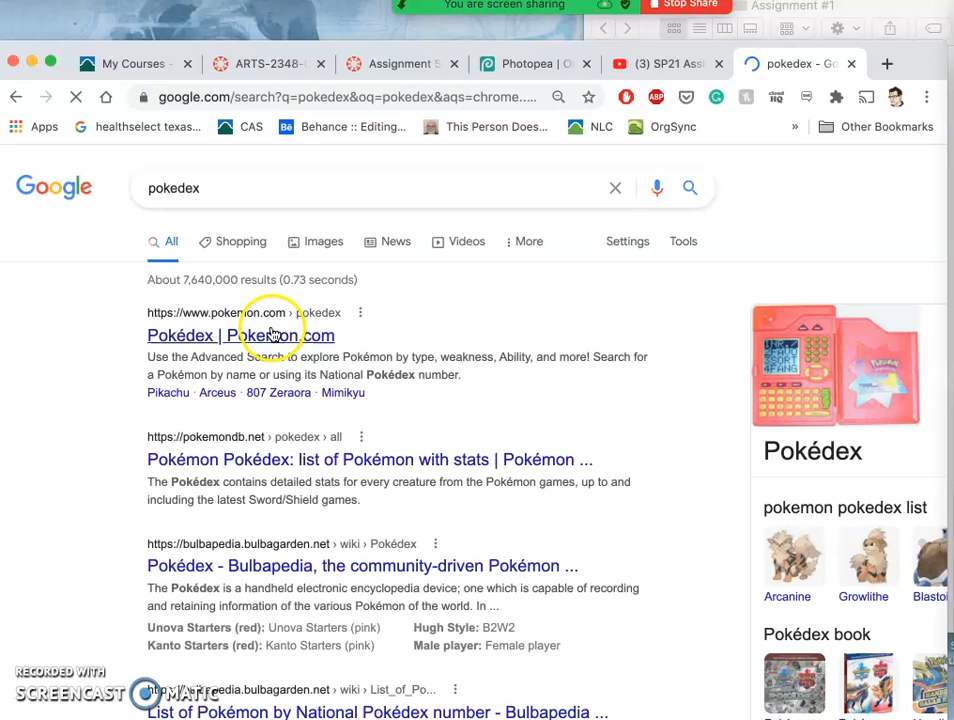 You are screen sharing
Stop Share
Assignment #1
My Courses -
ARTS-2348-
Assignment S
Photopea | O
(3) SP21 Assi
pokedex - Go
google.com/search?q=pokedex&oq=pokedex&aqs=chrome....
ABP
cloud HQ
Apps
healthselect texas...
CAS
Bē
Behance :: Editing...
This Person Does...
NLC
OrgSync
»
Other Bookmarks
Google
pokedex
All
Shopping
Images
News
Videos
More
Settings
Tools
About 7,640,000 results (0.73 seconds)
https://www.pokemon.com › pokedex
Pokédex | Pokemon.com
Use the Advanced Search to explore Pokémon by type, weakness, Ability, and more! Search for
a Pokémon by name or using its National Pokédex number.
Pikachu · Arceus · 807 Zeraora · Mimikyu
https://pokemondb.net › pokedex › all
Pokémon Pokédex: list of Pokémon with stats | Pokémon ...
The Pokédex contains detailed stats for every creature from the Pokémon games, up to and
including the latest Sword/Shield games.
https://bulbapedia.bulbagarden.net › wiki › Pokédex
Pokédex - Bulbapedia, the community-driven Pokémon ...
The Pokédex is a handheld electronic encyclopedia device; one which is capable of recording
and retaining information of the various Pokémon of the world. In ...
Unova Starters (red): Unova Starters (pink)
Hugh Style: B2W2
Kanto Starters (red): Kanto Starters (pink)
Male player: Female player
List of Pokémon by National Pokédex number - Bulbapedia ...
Pokédex
pokemon pokedex list
Arcanine
Growlithe
Blastoi
Pokédex book
RECORDED WITH
SCREENCAST MATIC